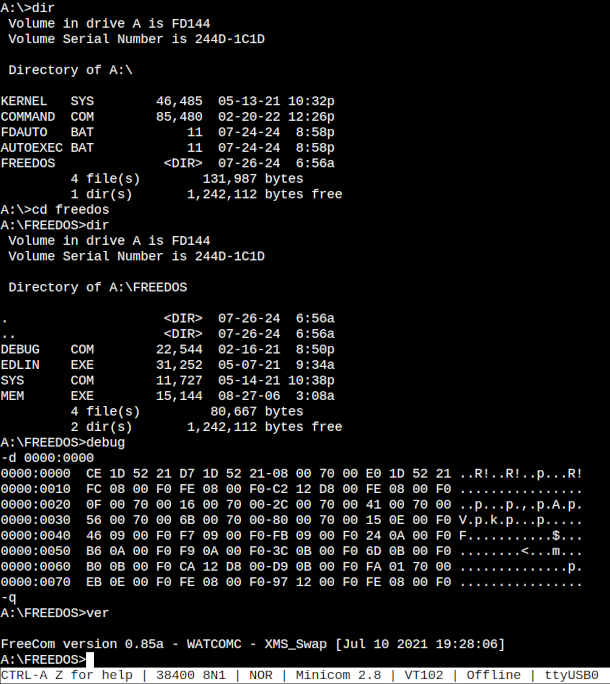 A:\>dir
 Volume in drive A is FD144
 Volume Serial Number is 244D-1C1D

 Directory of A:\

KERNEL   SYS        46,485  05-13-21 10:32p
COMMAND  COM        85,480  02-20-22 12:26p
FDAUTO   BAT            11  07-24-24  8:58p
AUTOEXEC BAT            11  07-24-24  8:58p
FREEDOS              <DIR>  07-26-24  6:56a
         4 file(s)        131,987 bytes
         1 dir(s)       1,242,112 bytes free
A:\>cd freedos
A:\FREEDOS>dir
 Volume in drive A is FD144
 Volume Serial Number is 244D-1C1D

 Directory of A:\FREEDOS

.                    <DIR>  07-26-24  6:56a
..                   <DIR>  07-26-24  6:56a
DEBUG    COM        22,544  02-16-21  8:50p
EDLIN    EXE        31,252  05-07-21  9:34a
SYS      COM        11,727  05-14-21 10:38p
MEM      EXE        15,144  08-27-06  3:08a
         4 file(s)         80,667 bytes
         2 dir(s)       1,242,112 bytes free
A:\FREEDOS>debug
-d 0000:0000
0000:0000  CE 1D 52 21 D7 1D 52 21-08 00 70 00 E0 1D 52 21 ..R!..R!..p...R!
0000:0010  FC 08 00 F0 FE 08 00 F0-C2 12 D8 00 FE 08 00 F0 ................
0000:0020  0F 00 70 00 16 00 70 00-2C 00 70 00 41 00 70 00 ..p...p.,.p.A.p.
0000:0030  56 00 70 00 6B 00 70 00-80 00 70 00 15 0E 00 F0 V.p.k.p...p.....
0000:0040  46 09 00 F0 F7 09 00 F0-FB 09 00 F0 24 0A 00 F0 F...........$...
0000:0050  B6 0A 00 F0 F9 0A 00 F0-3C 0B 00 F0 6D 0B 00 F0 ........<...m...
0000:0060  B0 0B 00 F0 CA 12 D8 00-D9 0B 00 F0 FA 01 70 00 ..............p.
0000:0070  EB 0E 00 F0 FE 08 00 F0-97 12 00 F0 FE 08 00 F0 ................
-q
A:\FREEDOS>ver

FreeCom version 0.85a - WATCOMC - XMS_Swap [Jul 10 2021 19:28:06]
A:\FREEDOS>
CTRL-A Z for help | 38400 8N1 | NOR | Minicom 2.8 | VT102 | Offline | ttyUSB0